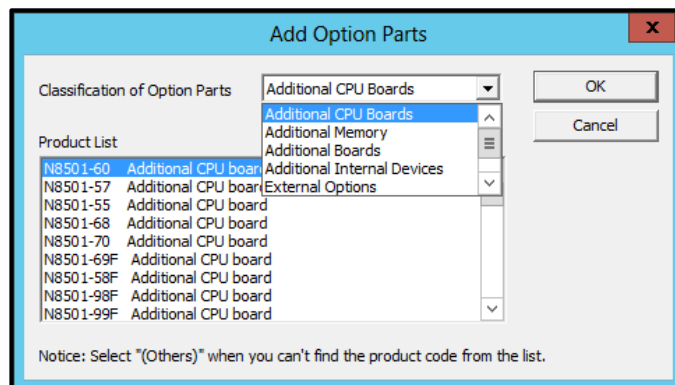 Add Option Parts
x
Classification of Option Parts
Additional CPU Boards
OK
Additional CPU Boards
Additional Memory
Additional Boards
Additional Internal Devices
External Options
Cancel
Product List
N8501-60 Additional CPU board
N8501-57 Additional CPU
N8501-55 Additional CPU board
N8501-68 Additional CPU board
N8501-70 Additional CPU board
N8501-69F Additional CPU board
N8501-58F Additional CPU board
N8501-98F Additional CPU board
N8501-99F Additional CPU board
Notice: Select "(Others)" when you can't find the product code from the list.